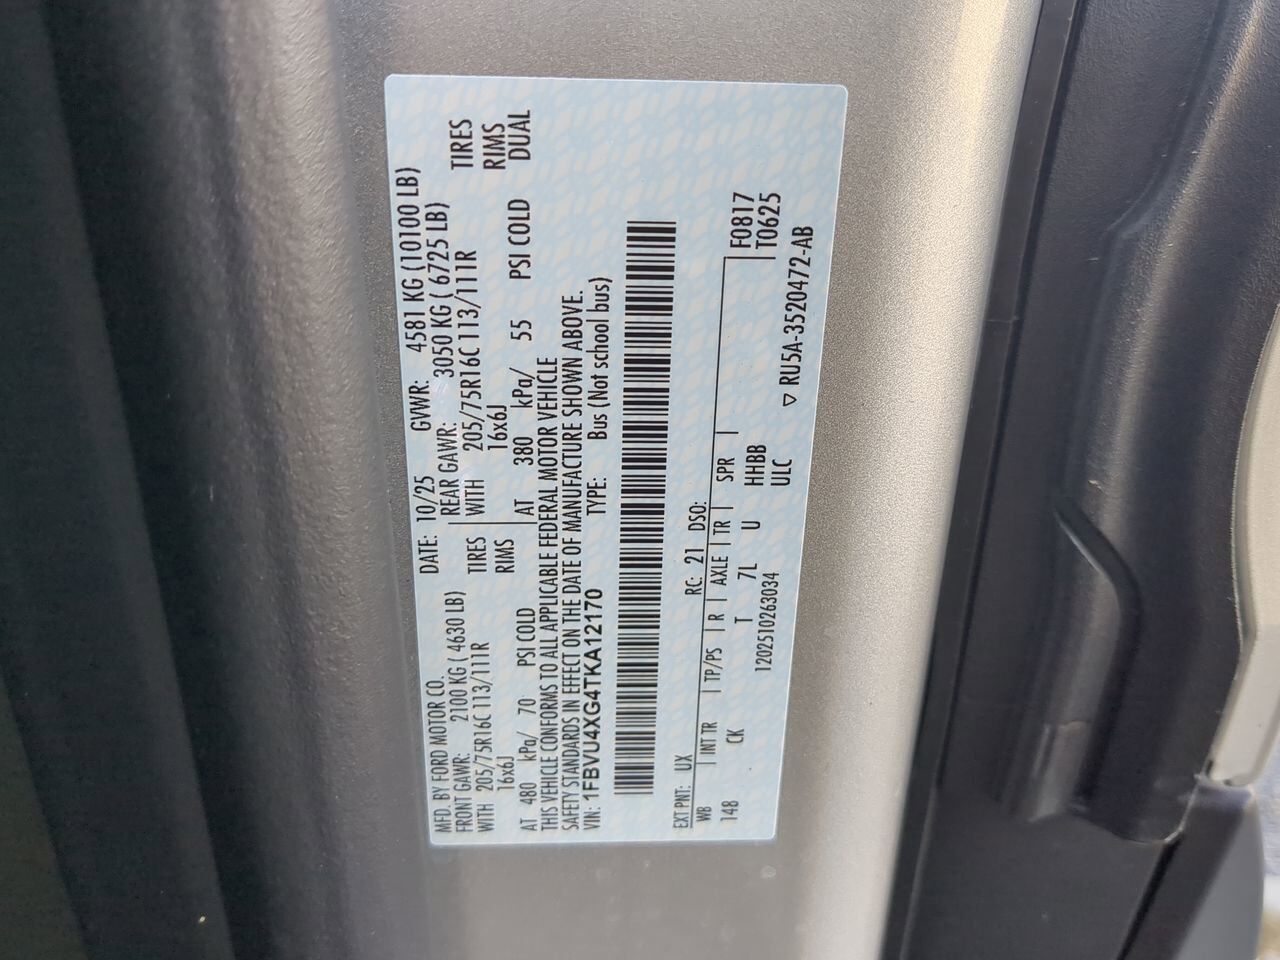 MFD. BY FORD MOTOR CO. DATE: 10/25 GVWR: 4581 KG (10100 LB)
FRONT GAWR: 2100 KG ( 4630 LB) REAR GAWR: 3050 KG ( 6725 LB)
WITH 205/75R16C 113/111R TIRES WITH 205/75R16C 113/111R TIRES
16x6J RIMS 16x6J RIMS
AT 480 kPa/ 70 PSI COLD AT 380 kPa/ 55 PSI COLD DUAL
THIS VEHICLE CONFORMS TO ALL APPLICABLE FEDERAL MOTOR VEHICLE
SAFETY STANDARDS IN EFFECT ON THE DATE OF MANUFACTURE SHOWN ABOVE.
VIN: 1FBVU4XG4TKA12170 TYPE: Bus (Not school bus)
EXT PNT: UX RC: 21 DSO:
WB | INT TR | TP/PS | R | AXLE | TR | SPR | F0817
148 CK T 7L U HHBB T0625
1202510263034 ULC
▽ RU5A-3520472-AB